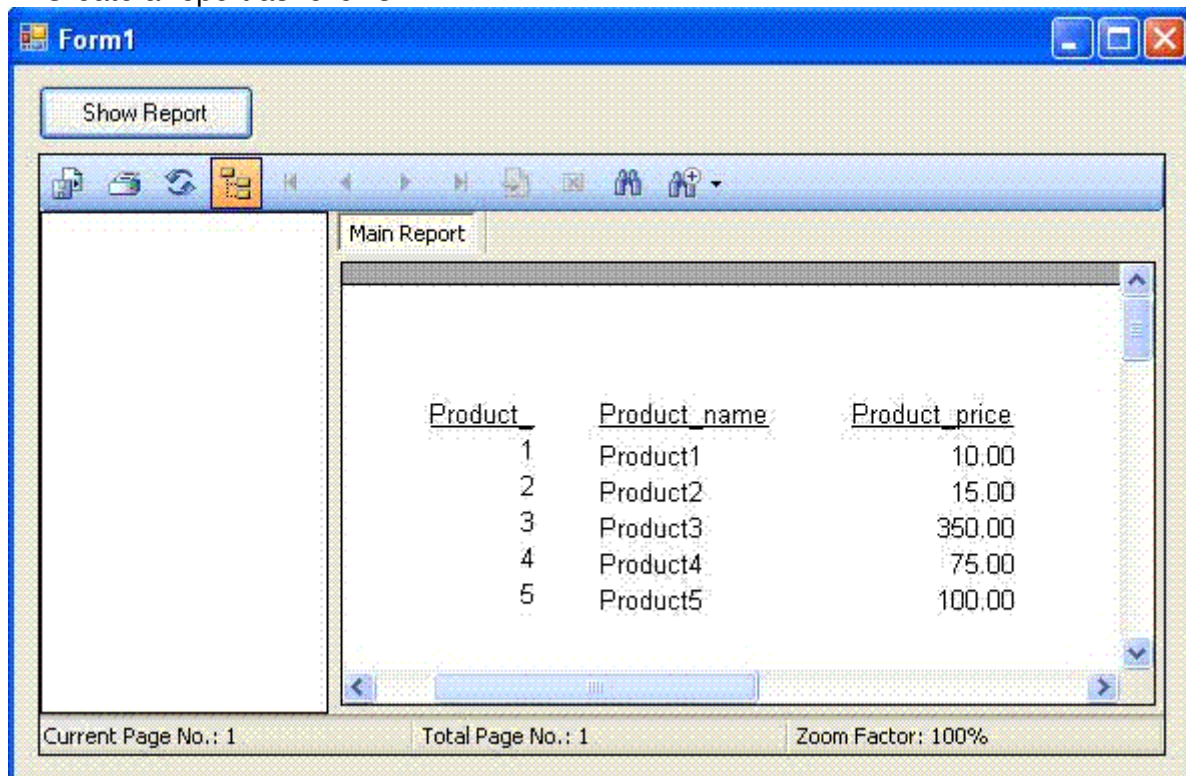 Form1
Show Report
Main Report
Product_ Product_name Product_price
1 Product1 10.00
2 Product2 15.00
3 Product3 350.00
4 Product4 75.00
5 Product5 100.00
Current Page No.: 1 Total Page No.: 1 Zoom Factor: 100%